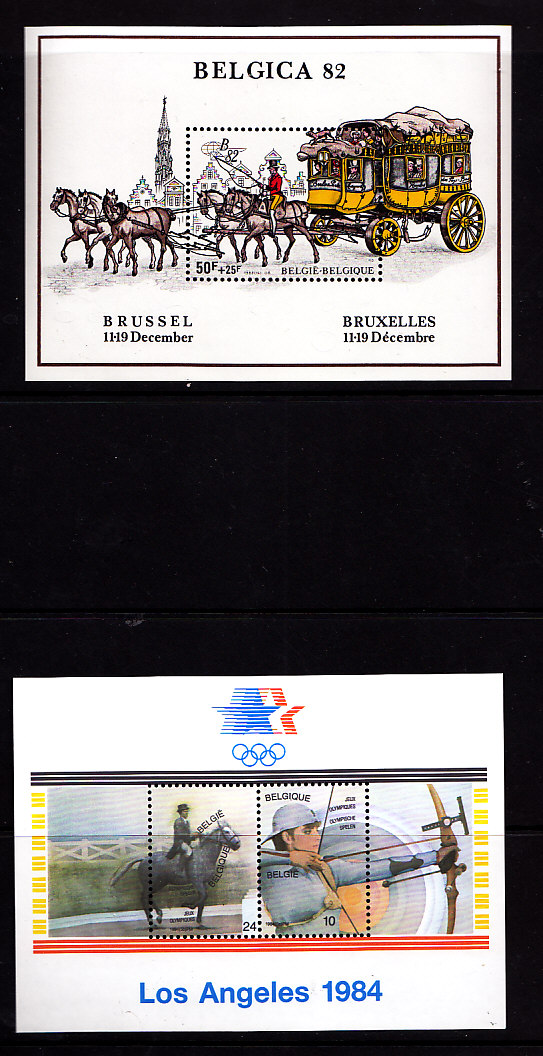 BELGICA 82
B
82
50F+25F
BELGIË-BELGIQUE
BRUSSEL
11-19 December
BRUXELLES
11-19 Décembre
BELGIË
BELGIQUE
JEUX
OLYMPIQUES
24
BELGIQUE
JEUX
OLYMPIQUES
OLYMPISCHE
SPELEN
BELGIË
10
Los Angeles 1984